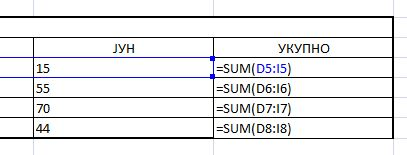 ЈУН УКУПНО
15 =SUM(D5:I5)
55 =SUM(D6:I6)
70 =SUM(D7:I7)
44 =SUM(D8:I8)